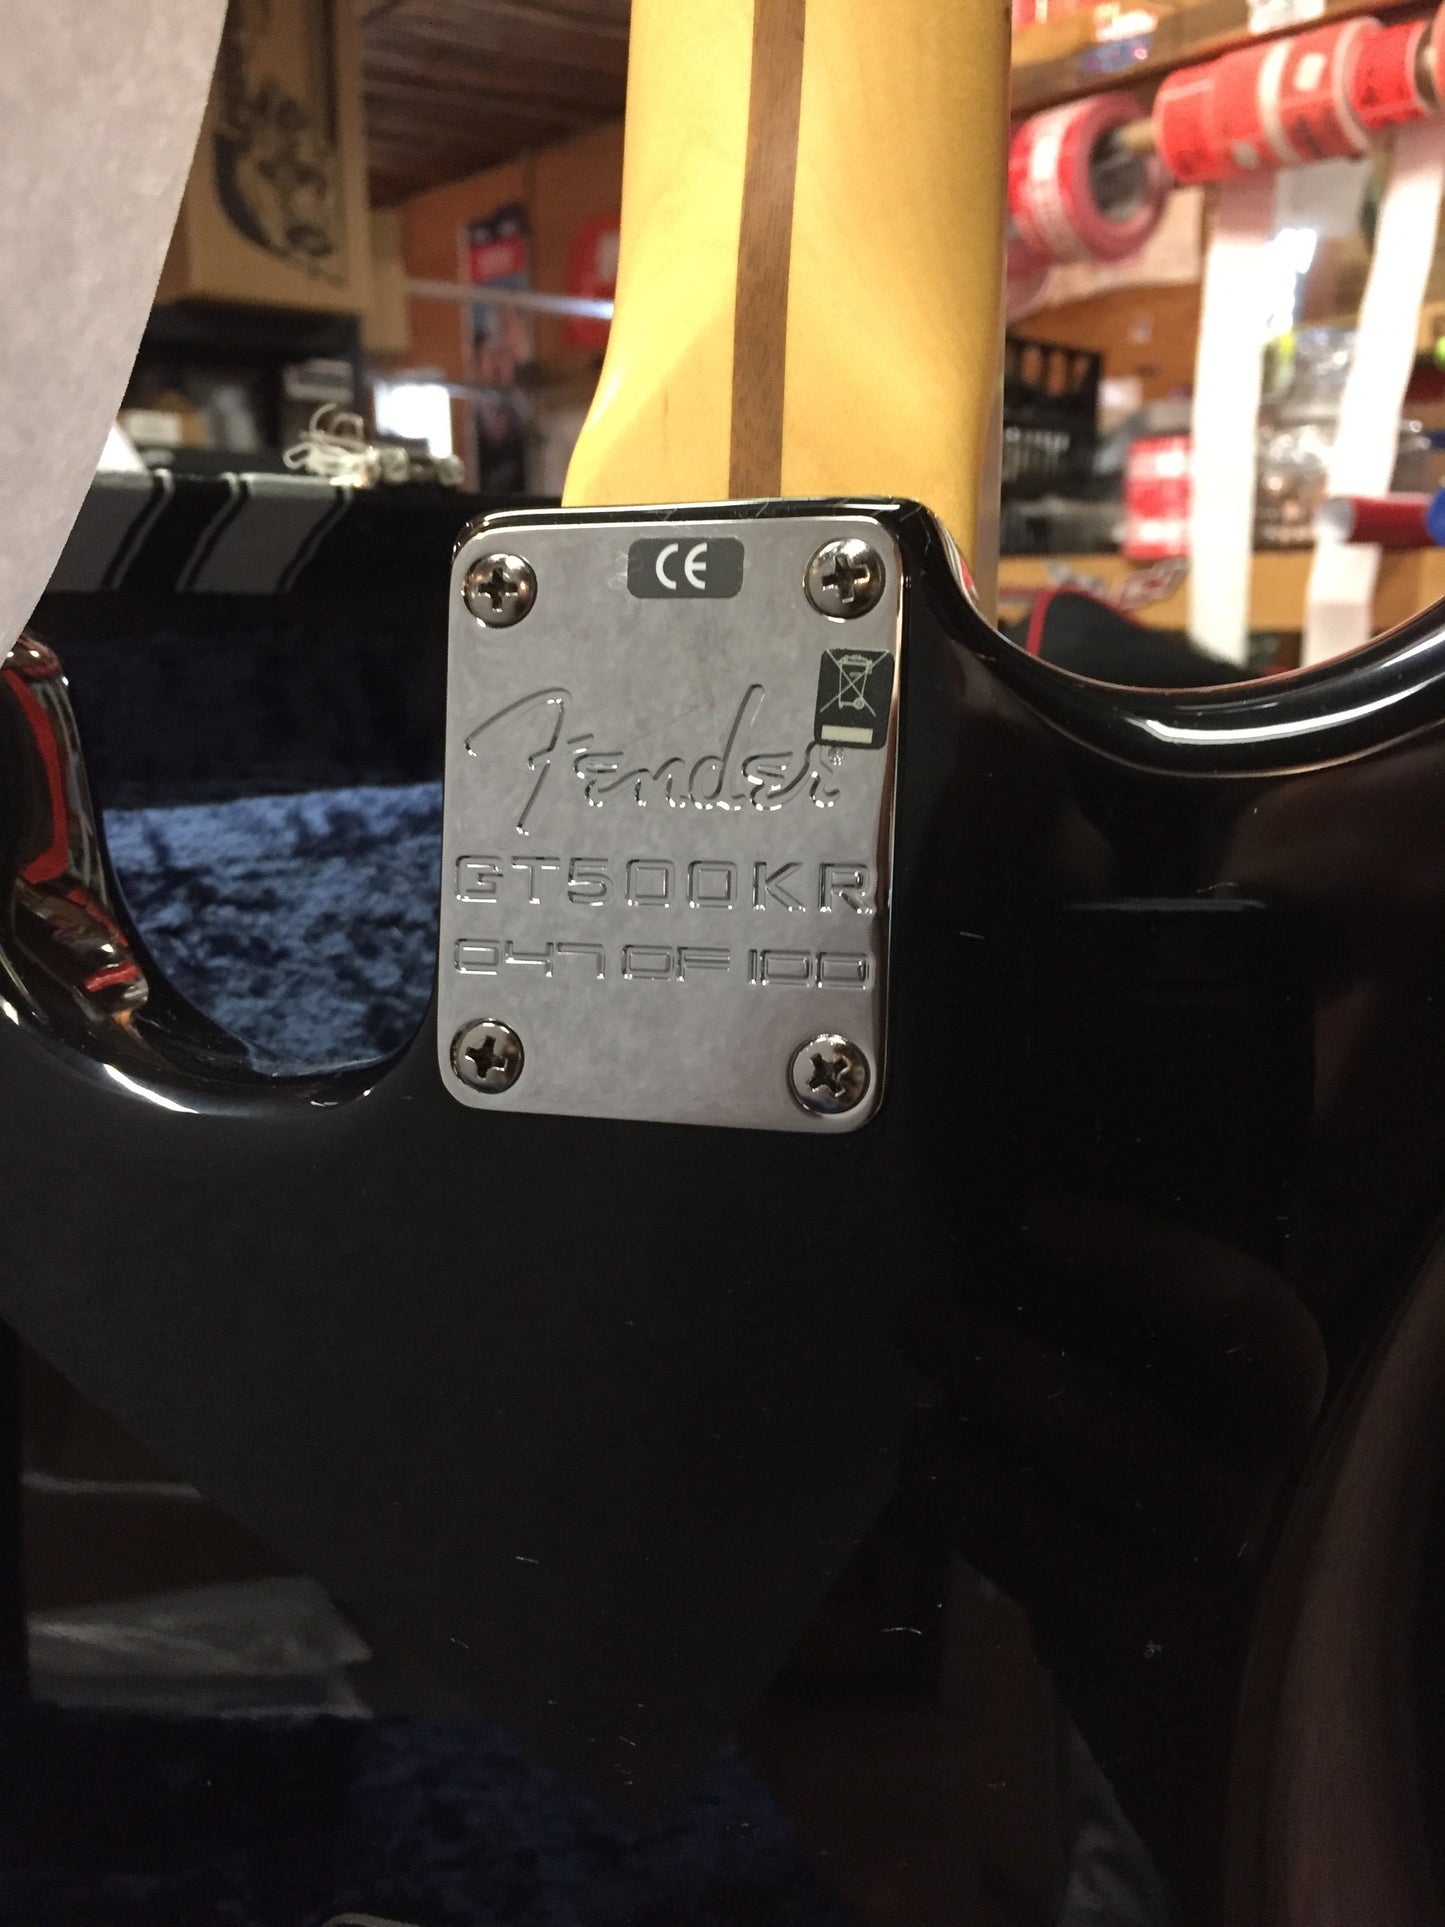 CE
Fender®
GT500KR
047 OF 100